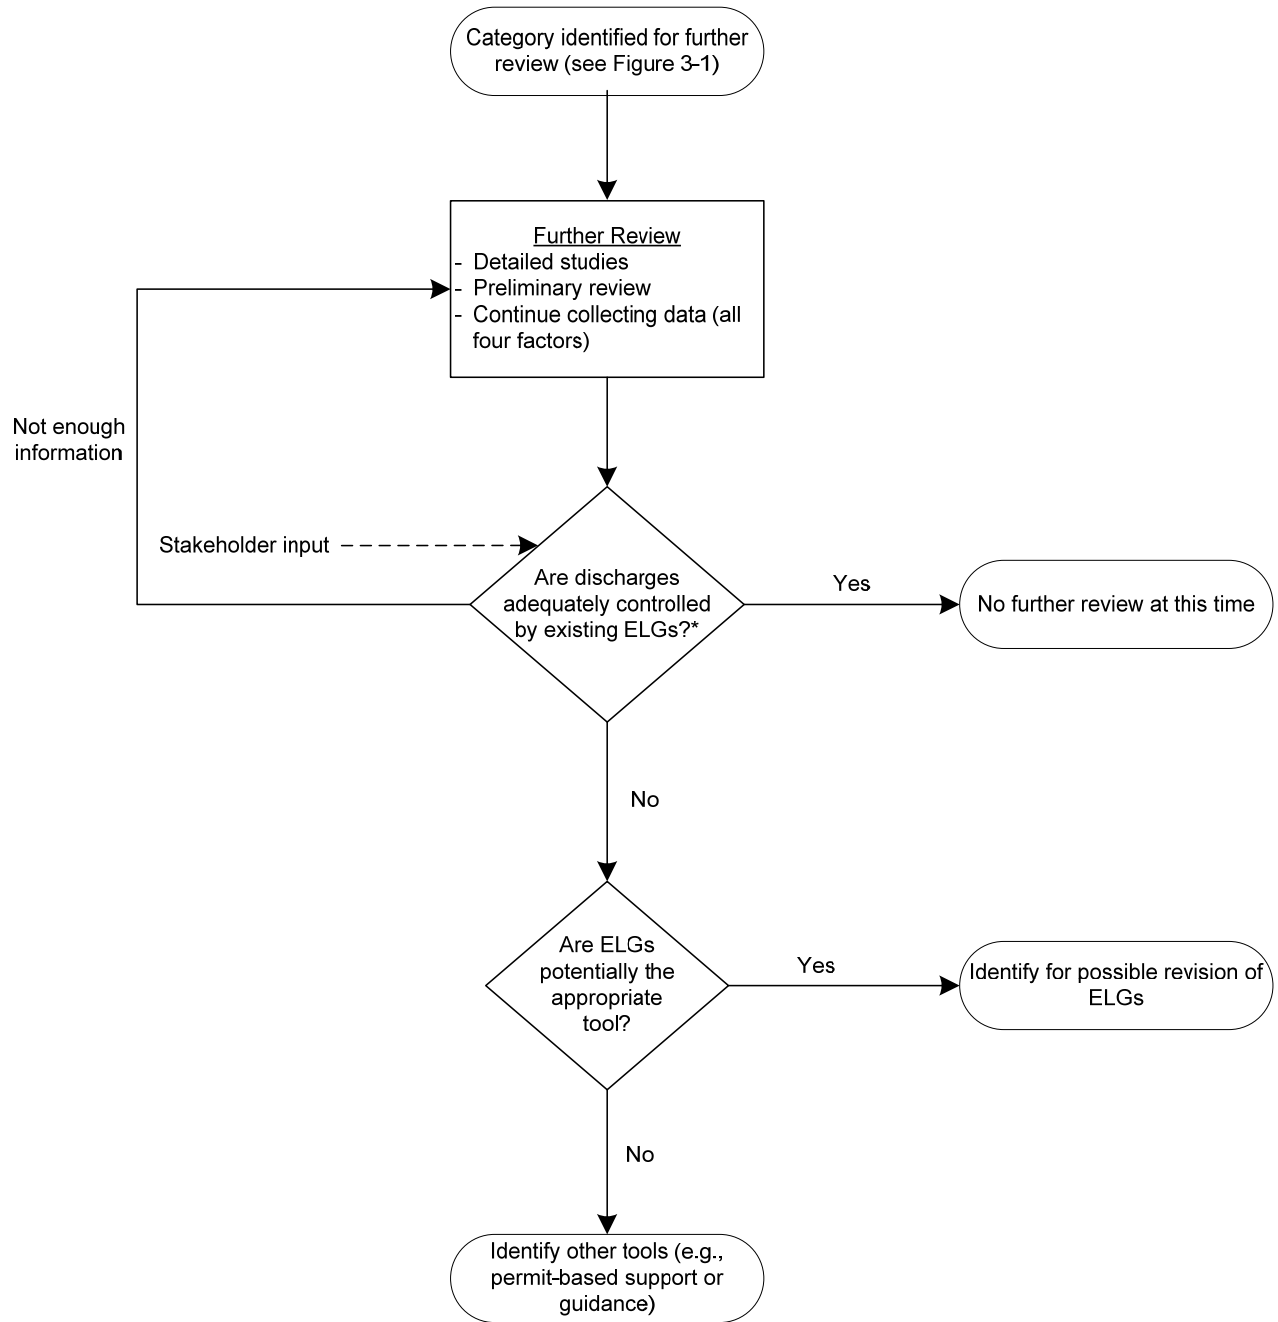 Category identified for further
review (see Figure 3-1)
Further Review
- Detailed studies
- Preliminary review
- Continue collecting data (all
four factors)
Not enough
information
Stakeholder input
Are discharges
adequately controlled
by existing ELGs?*
Yes
No further review at this time
No
Are ELGs
potentially the
appropriate
tool?
Yes
Identify for possible revision of
ELGs
No
Identify other tools (e.g.,
permit-based support or
guidance)